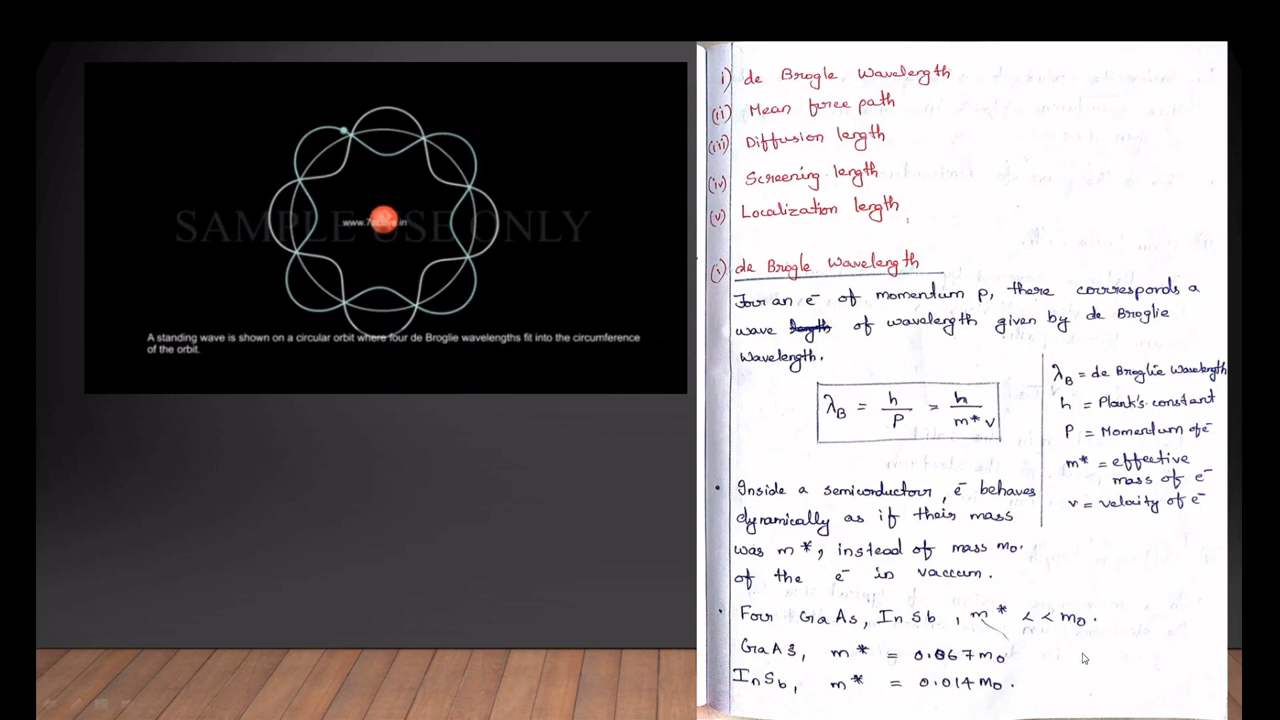 SAMPLE USE ONLY
www.7active.in
A standing wave is shown on a circular orbit where four de Broglie wavelengths fit into the circumference
of the orbit.
i) de Brogle Wavelength
(ii) Mean free path
(iii) Diffusion length
(iv) Screening length
(v) Localization length
(i) de Brogle Wavelength
For an e⁻ of momentum p, there corresponds a
wave length of wavelength given by de Broglie
Wavelength.
λB = h/P = h/m* v
λB = de Broglie Wavelength
h = Plank's constant
P = Momentum of e⁻
m* = effective
mass of e⁻
v = velocity of e⁻
• Inside a semiconductor, e⁻ behaves
dynamically as if their mass
was m*, instead of mass m₀.
of the e⁻ in vaccum.
• For GaAs, InSb, m* << m₀.
GaAs, m* = 0.067m₀
InSb, m* = 0.014m₀.